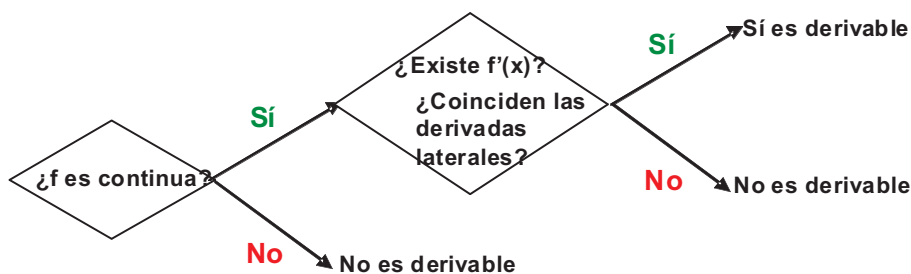 ¿f es continua?
Sí
No
No es derivable
¿Existe f'(x)?
¿Coinciden las
derivadas
laterales?
Sí
Sí es derivable
No
No es derivable